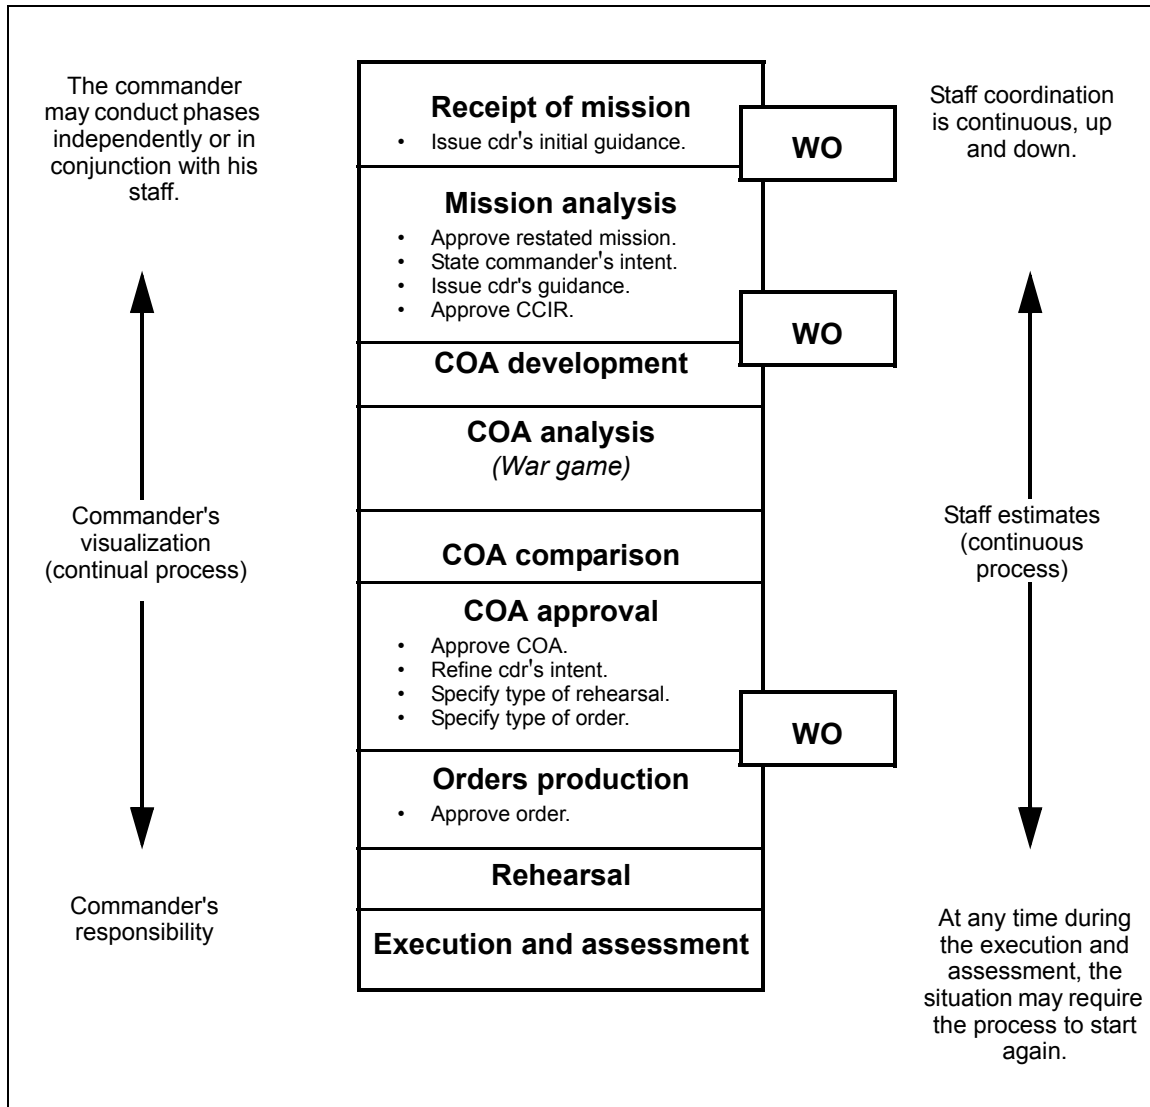 The commander
may conduct phases
independently or in
conjunction with his
staff.
Commander's
visualization
(continual process)
Commander's
responsibility
Receipt of mission
• Issue cdr's initial guidance.
WO
Mission analysis
• Approve restated mission.
• State commander's intent.
• Issue cdr's guidance.
• Approve CCIR.
WO
COA development
COA analysis
(War game)
COA comparison
COA approval
• Approve COA.
• Refine cdr's intent.
• Specify type of rehearsal.
• Specify type of order.
WO
Orders production
• Approve order.
Rehearsal
Execution and assessment
Staff coordination
is continuous, up
and down.
Staff estimates
(continuous
process)
At any time during
the execution and
assessment, the
situation may require
the process to start
again.